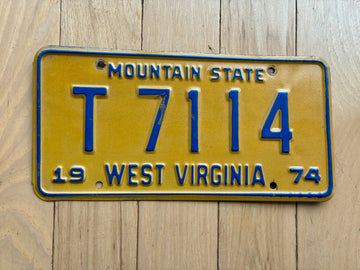 MOUNTAIN STATE
T 7114
19 WEST VIRGINIA 74